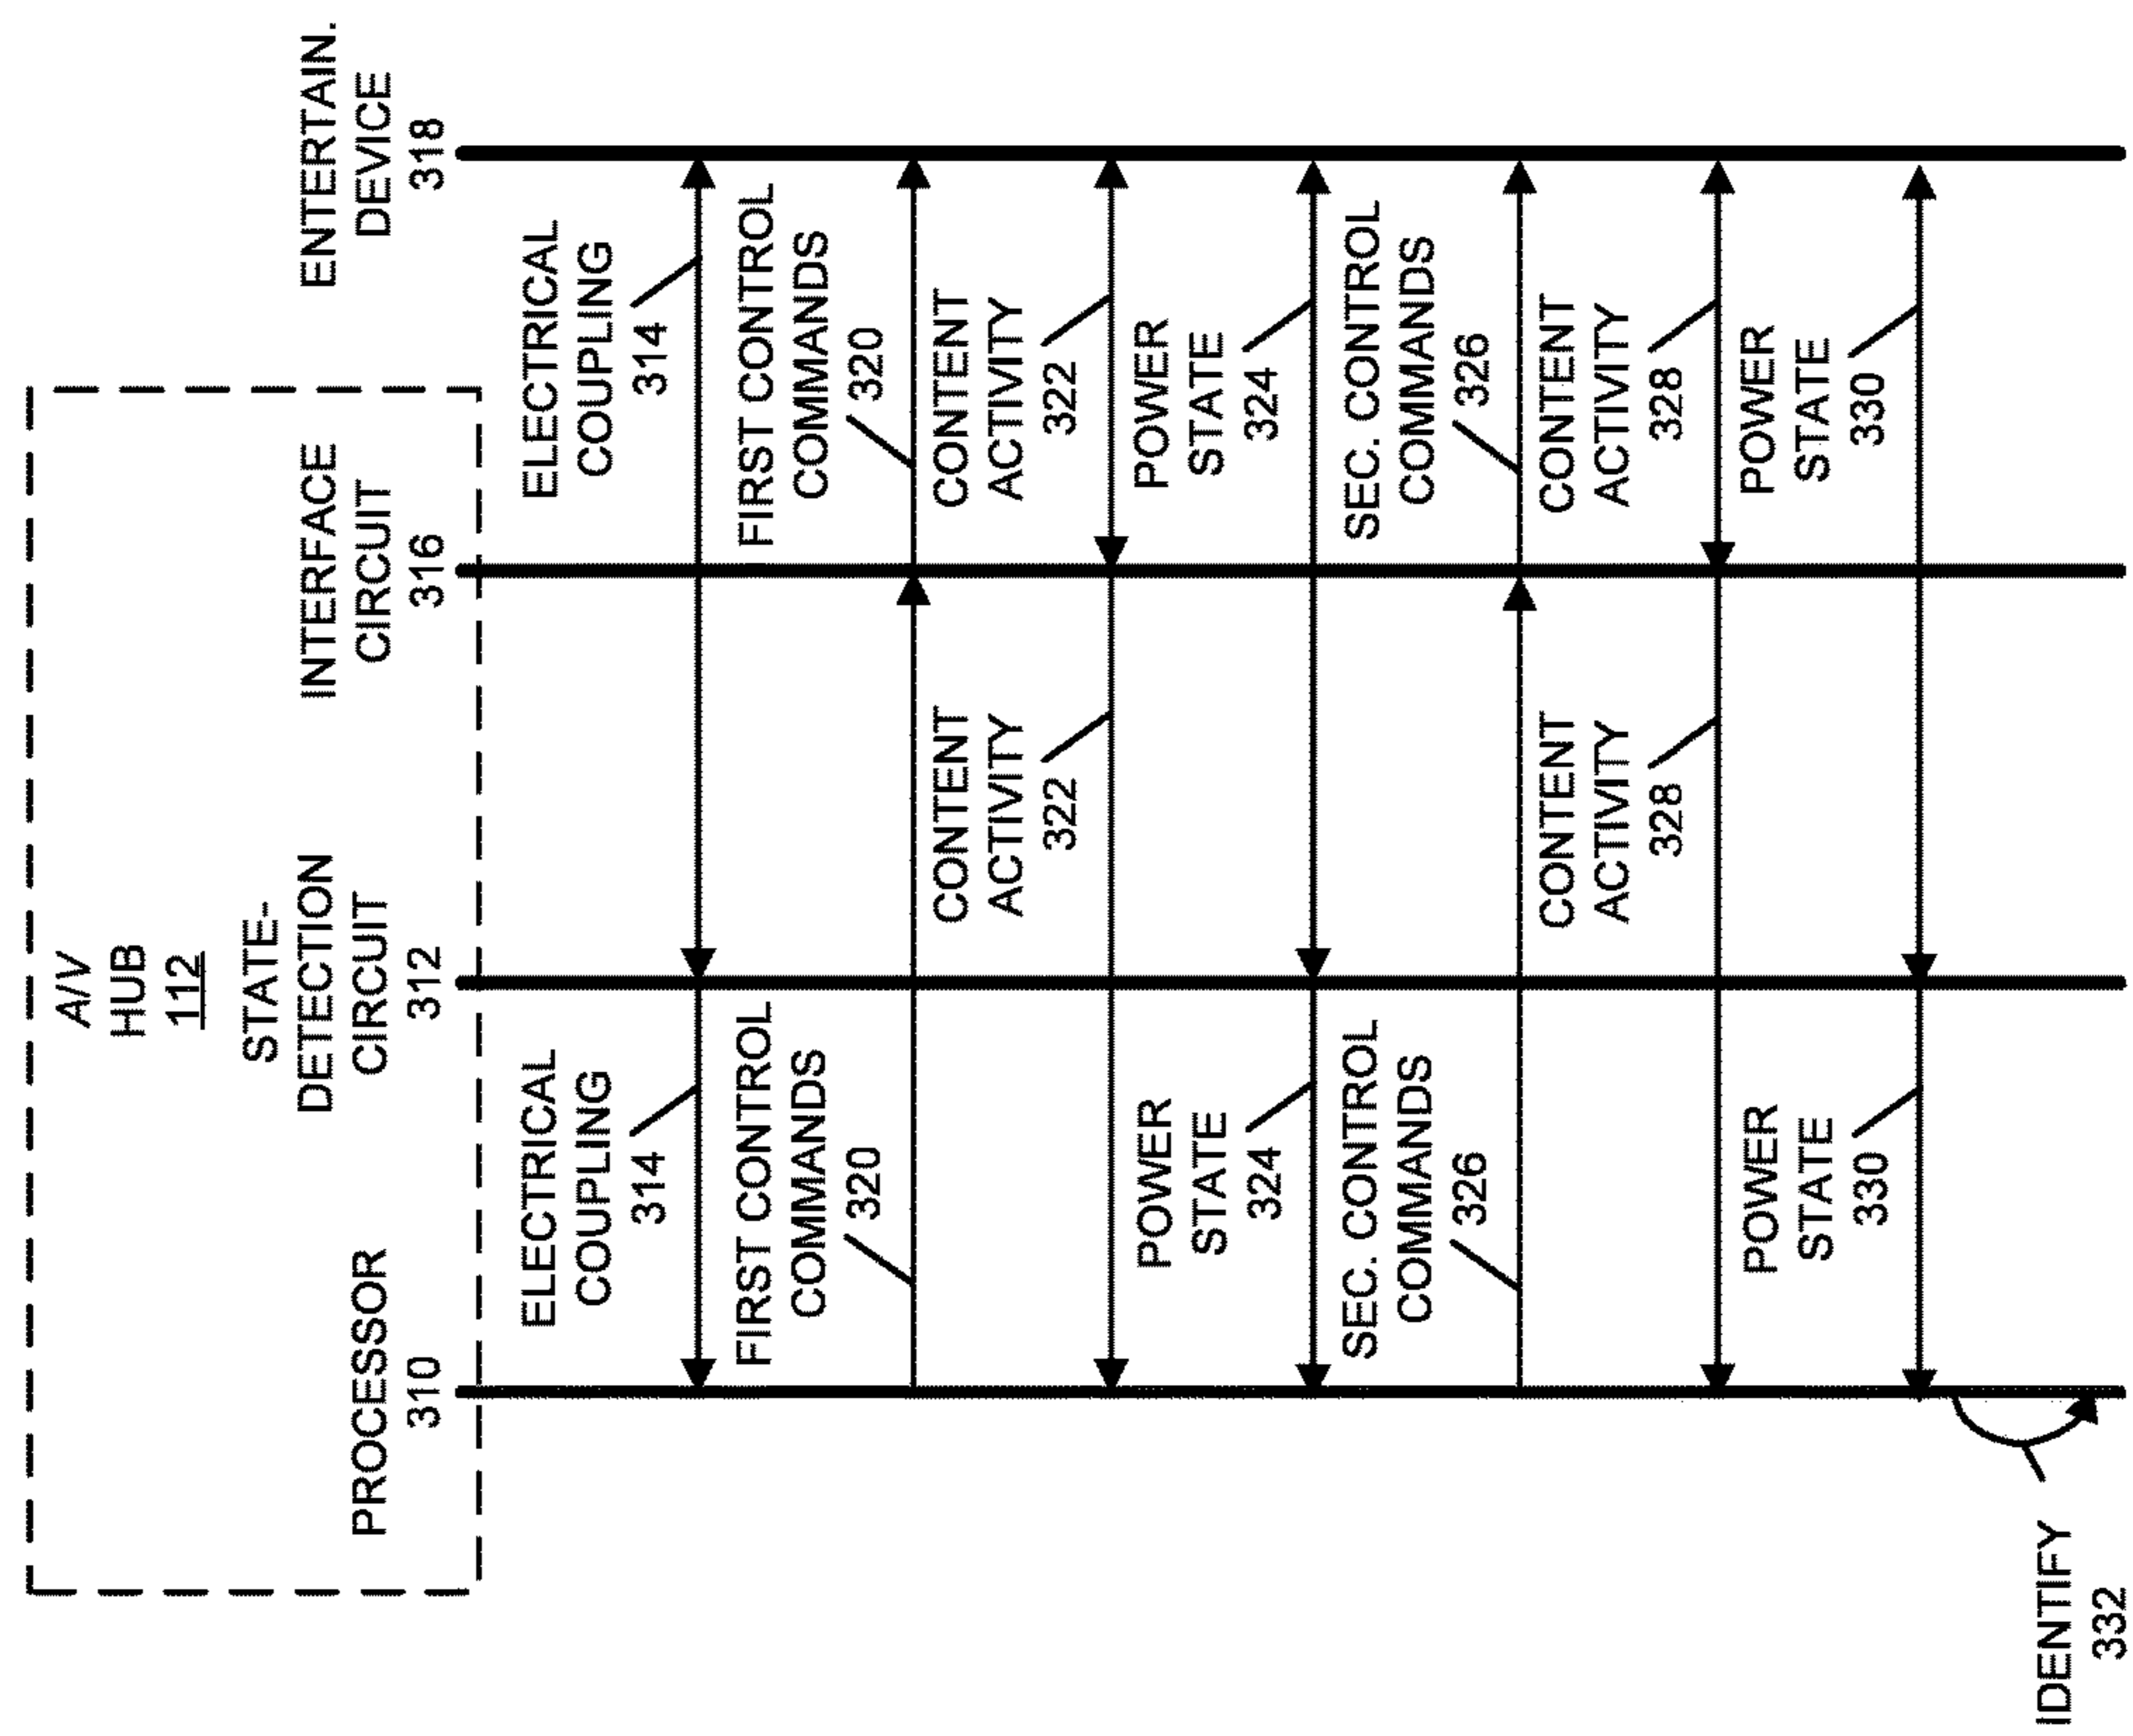 A/V
HUB
112
PROCESSOR
310
STATE-
DETECTION
CIRCUIT
312
INTERFACE
CIRCUIT
316
ENTERTAIN.
DEVICE
318
ELECTRICAL
COUPLING
314
ELECTRICAL
COUPLING
314
FIRST CONTROL
COMMANDS
320
FIRST CONTROL
COMMANDS
320
CONTENT
ACTIVITY
322
CONTENT
ACTIVITY
322
POWER
STATE
324
POWER
STATE
324
SEC. CONTROL
COMMANDS
326
SEC. CONTROL
COMMANDS
326
CONTENT
ACTIVITY
328
CONTENT
ACTIVITY
328
POWER
STATE
330
POWER
STATE
330
IDENTIFY
332